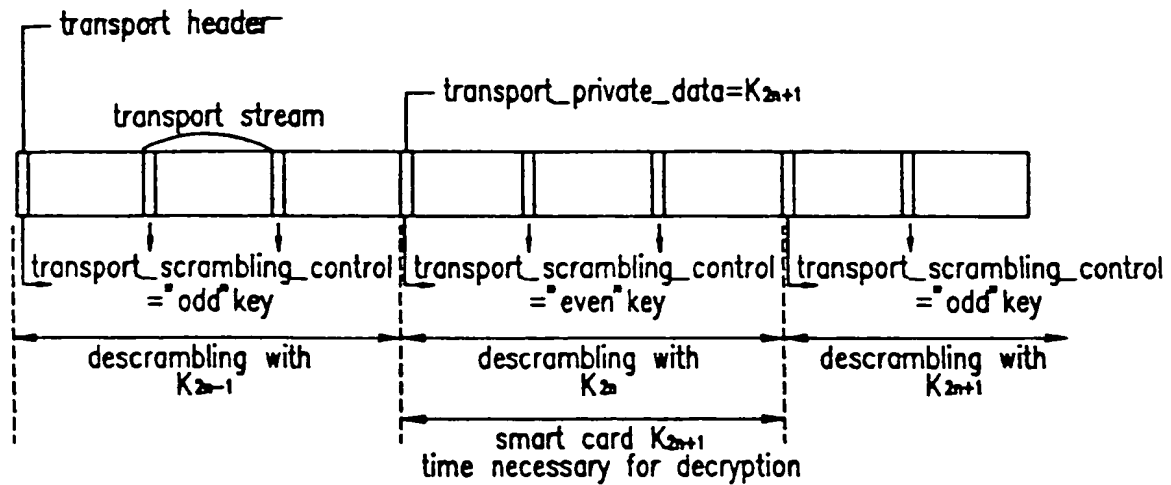 transport header
transport_private_data=K2n+1
transport stream
transport_scrambling_control
="odd" key
transport_scrambling_control
="even" key
transport_scrambling_control
="odd" key
descrambling with
K2n-1
descrambling with
K2n
descrambling with
K2n+1
smart card K2n+1
time necessary for decryption